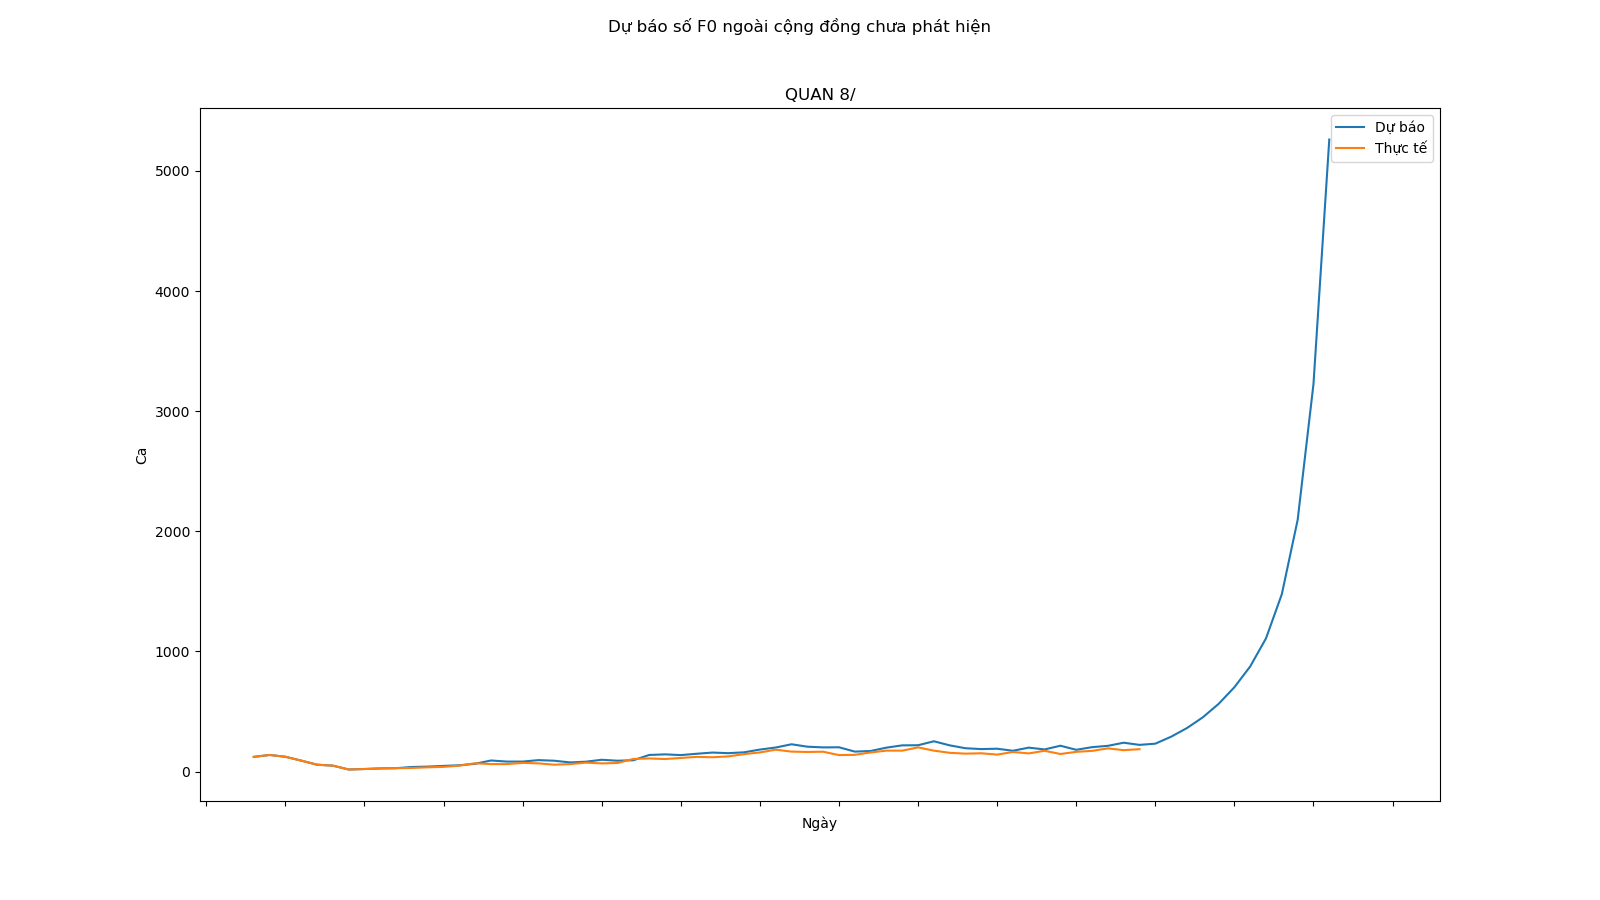 Dự báo số F0 ngoài cộng đồng chưa phát hiện
QUAN 8/
Dự báo
Thực tế
5000
4000
3000
2000
1000
0
Ca
Ngày